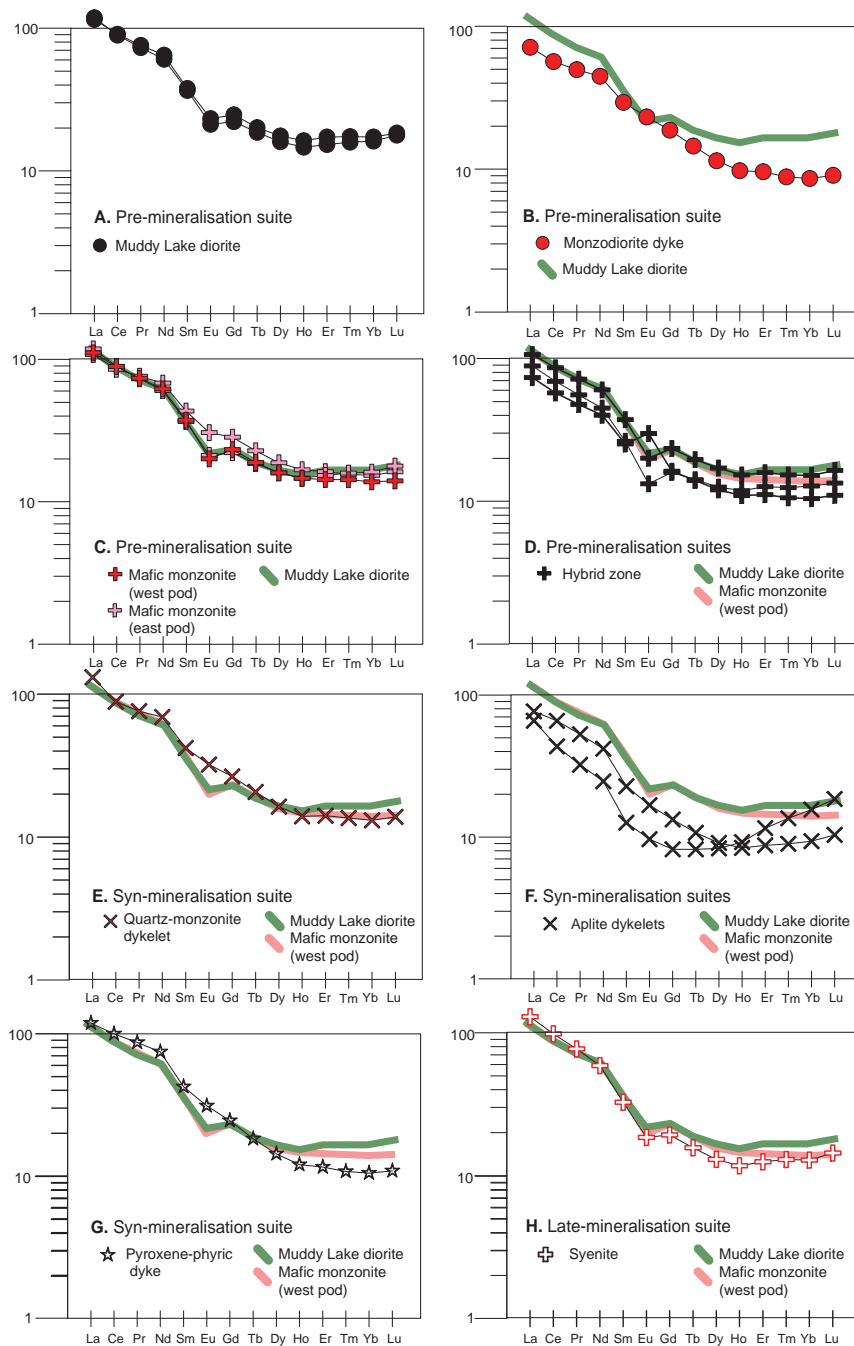 100
10
1
A. Pre-mineralisation suite
Muddy Lake diorite
La Ce Pr Nd Sm Eu Gd Tb Dy Ho Er Tm Yb Lu
100
10
1
B. Pre-mineralisation suite
Monzodiorite dyke
Muddy Lake diorite
La Ce Pr Nd Sm Eu Gd Tb Dy Ho Er Tm Yb Lu
100
10
1
C. Pre-mineralisation suite
Mafic monzonite
(west pod)
Mafic monzonite
(east pod)
Muddy Lake diorite
La Ce Pr Nd Sm Eu Gd Tb Dy Ho Er Tm Yb Lu
100
10
1
D. Pre-mineralisation suites
Hybrid zone
Muddy Lake diorite
Mafic monzonite
(west pod)
La Ce Pr Nd Sm Eu Gd Tb Dy Ho Er Tm Yb Lu
100
10
1
E. Syn-mineralisation suite
Quartz-monzonite
dykelet
Muddy Lake diorite
Mafic monzonite
(west pod)
La Ce Pr Nd Sm Eu Gd Tb Dy Ho Er Tm Yb Lu
100
10
1
F. Syn-mineralisation suites
Aplite dykelets
Muddy Lake diorite
Mafic monzonite
(west pod)
La Ce Pr Nd Sm Eu Gd Tb Dy Ho Er Tm Yb Lu
100
10
1
G. Syn-mineralisation suite
Pyroxene-phyric
dyke
Muddy Lake diorite
Mafic monzonite
(west pod)
La Ce Pr Nd Sm Eu Gd Tb Dy Ho Er Tm Yb Lu
100
10
1
H. Late-mineralisation suite
Syenite
Muddy Lake diorite
Mafic monzonite
(west pod)
La Ce Pr Nd Sm Eu Gd Tb Dy Ho Er Tm Yb Lu